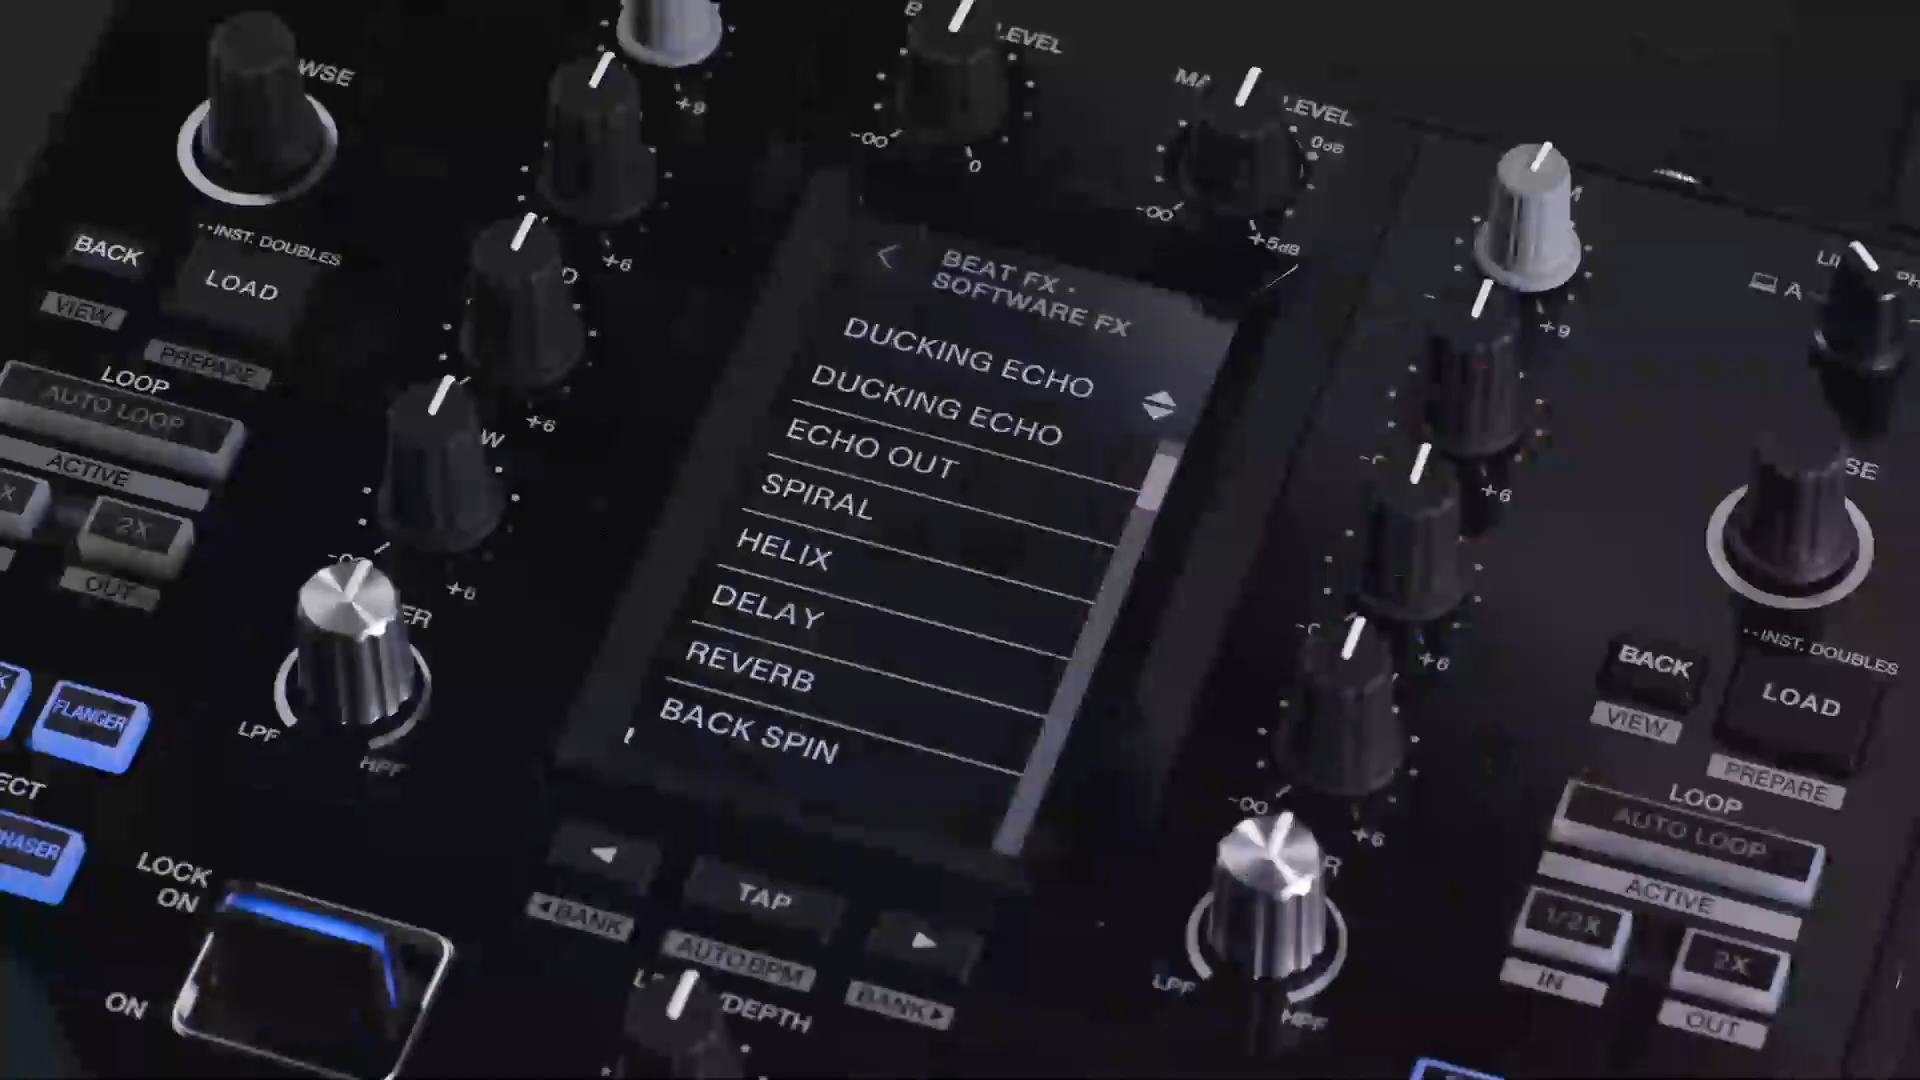 LEVEL
LEVEL
+9
-00
0
0dB
-00
+5dB
INST. DOUBLES
BACK
LOAD
VIEW
PREPARE
LOOP
AUTO LOOP
ACTIVE
2X
OUT
+6
+6
+6
LPF
HPF
FLANGER
LOCK
ON
ON
BEAT FX -
SOFTWARE FX
DUCKING ECHO
DUCKING ECHO
ECHO OUT
SPIRAL
HELIX
DELAY
REVERB
BACK SPIN
TAP
BANK
AUTO BPM
BANK
DEPTH
A
+9
+6
+6
-00
+6
LPF
HPF
INST. DOUBLES
BACK
LOAD
VIEW
PREPARE
LOOP
AUTO LOOP
ACTIVE
1/2X
2X
IN
OUT